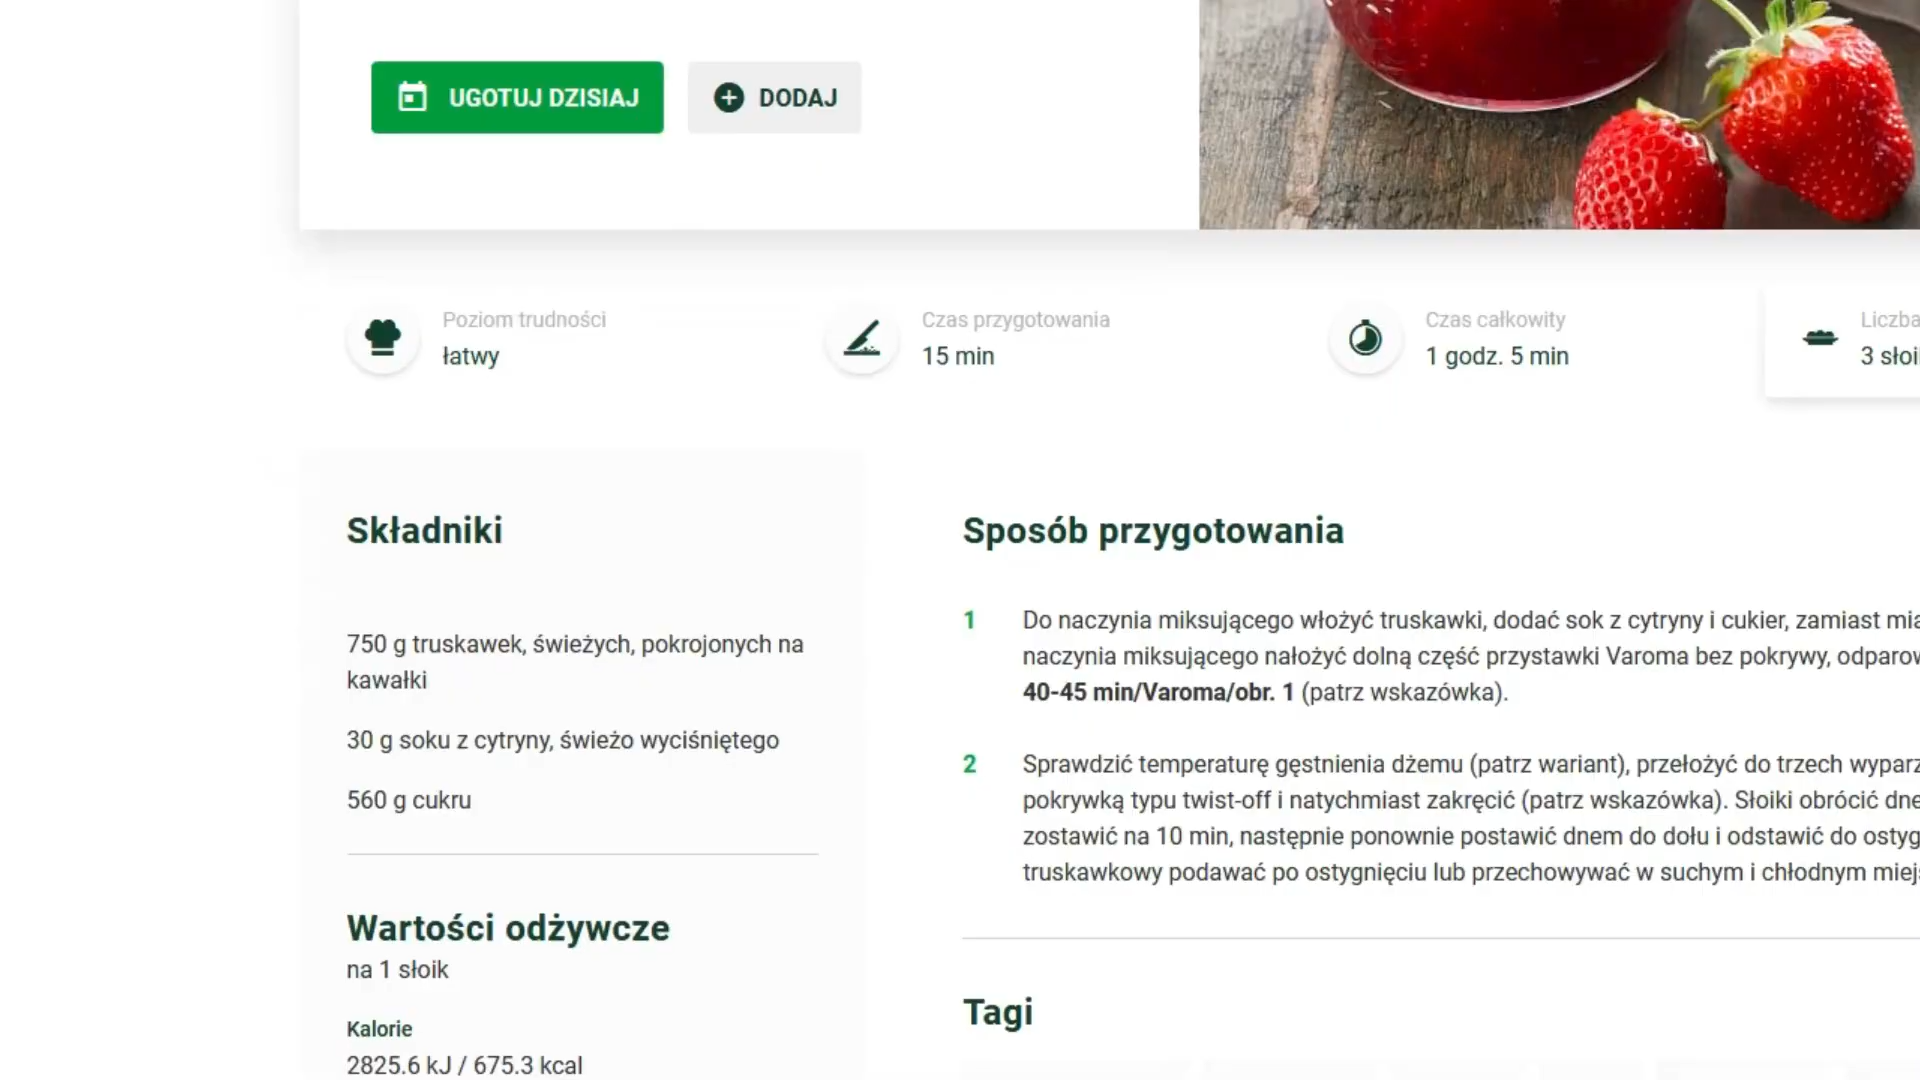 UGOTUJ DZISIAJ
DODAJ
Poziom trudności
łatwy
Czas przygotowania
15 min
Czas całkowity
1 godz. 5 min
3
Składniki
750 g truskawek, świeżych, pokrojonych na
kawałki
30 g soku z cytryny, świeżo wyciśniętego
560 g cukru
Wartości odżywcze
na 1 słoik
Kalorie
2825.6 kJ / 675.3 kcal
Sposób przygotowania
1
Do naczynia miksującego włożyć truskawki, dodać sok z cytryny i cukier, zamiast
naczynia miksującego nałożyć dolną część przystawki Varoma bez pokrywy,
40-45 min/Varoma/obr. 1 (patrz wskazówka).
2
Sprawdzić temperaturę gęstnienia dżemu (patrz wariant), przełożyć do trzech
pokrywką typu twist-off i natychmiast zakręcić (patrz wskazówka). Słoiki obrócić
zostawić na 10 min, następnie ponownie postawić dnem do dołu i odstawić do
truskawkowy podawać po ostygnięciu lub przechowywać w suchym i chłodnym
Tagi